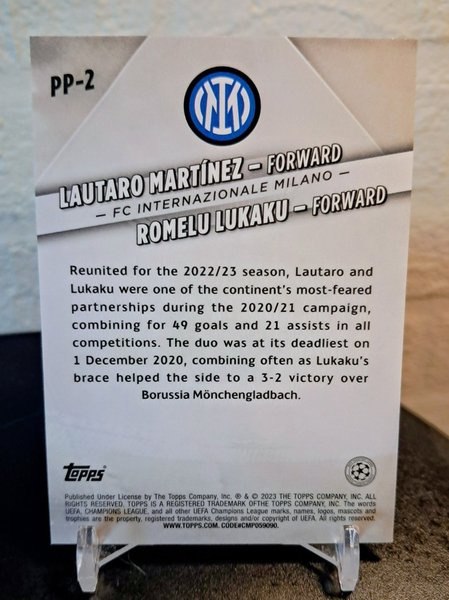 PP-2
LAUTARO MARTÍNEZ – FORWARD
– FC INTERNAZIONALE MILANO –
ROMELU LUKAKU – FORWARD
Reunited for the 2022/23 season, Lautaro and
Lukaku were one of the continent's most-feared
partnerships during the 2020/21 campaign,
combining for 49 goals and 21 assists in all
competitions. The duo was at its deadliest on
1 December 2020, combining often as Lukaku's
brace helped the side to a 3-2 victory over
Borussia Mönchengladbach.
Topps
Published Under License by The Topps Company, Inc. ® & © 2023 THE TOPPS COMPANY, INC. ALL
RIGHTS RESERVED. TOPPS IS A REGISTERED TRADEMARK OFTHE TOPPS COMPANY, INC. The words
UEFA, CHAMPIONS LEAGUE, and all other UEFA Champions League marks, names, logos, mascots and
trophies are the property, registered trademarks, designs and/or copyright of UEFA. All rights reserved.
WWW.TOPPS.COM. CODE#CMP059090.